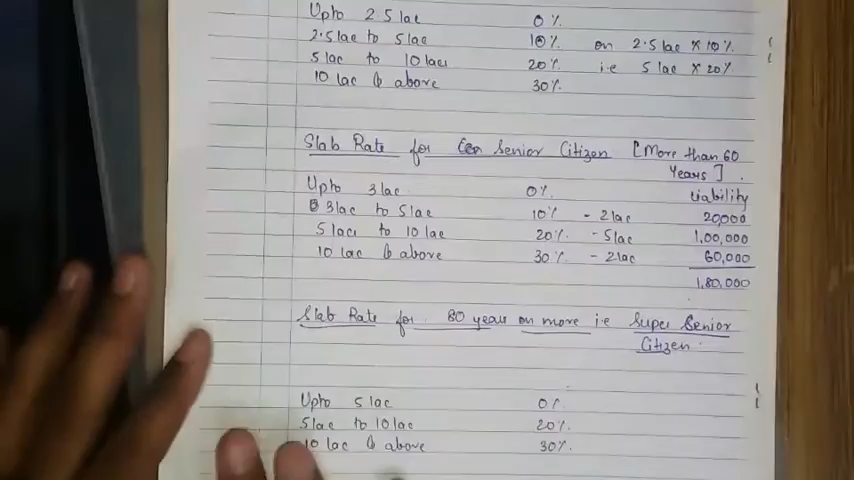 Upto 2.5 lac 0%
2.5 lac to 5 lac 10% on 2.5 lac × 10%
5 lac to 10 lac 20% i.e 5 lac × 20%
10 lac & above 30%
Slab Rate for Senior Citizen [More than 60
Years]
Upto 3 lac 0% Liability
3 lac to 5 lac 10% - 2 lac 20,000
5 lac to 10 lac 20% - 5 lac 1,00,000
10 lac & above 30% - 2 lac 60,000
1,80,000
Slab Rate for 80 years on more i.e Super Senior
Citizen
Upto 5 lac 0%
5 lac to 10 lac 20%
10 lac & above 30%